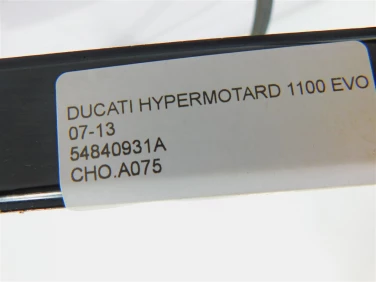 DUCATI HYPERMOTARD 1100 EVO
07-13
54840931A
CHO.A075